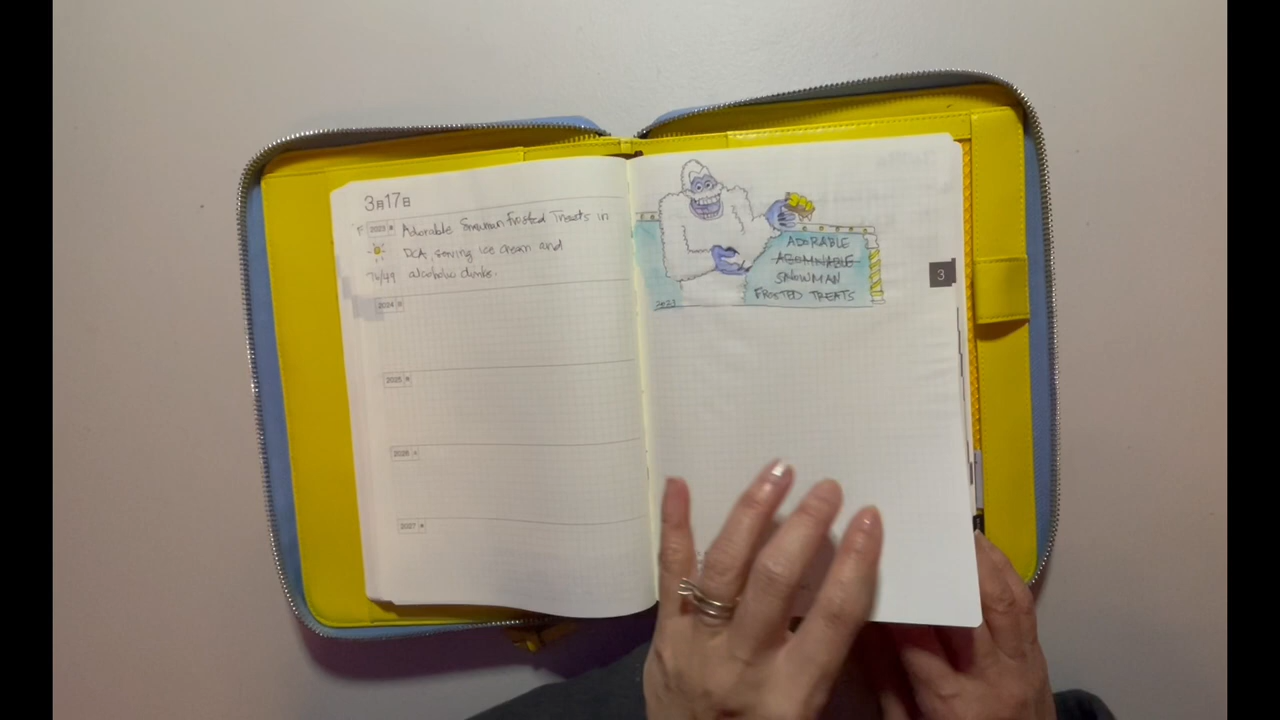 3月17日
F 2023 Adorable Snowman Frosted Treats in
DCA, serving ice cream and
alcoholic drinks.
2024
2025
2026
2027
ADORABLE
ABOMNABLE
SNOWMAN
FROSTED TREATS
2023
3